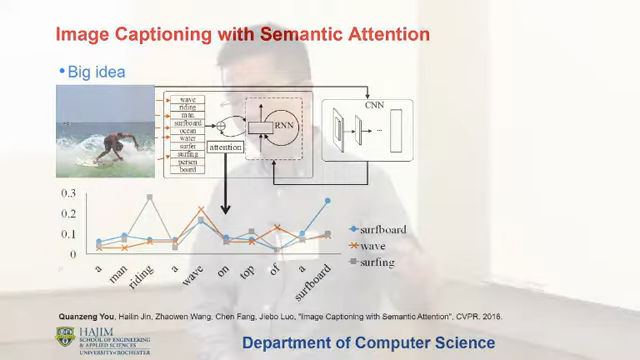 Image Captioning with Semantic Attention
• Big idea
wave
riding
man
surfboard
ocean
water
surfer
surfing
person
board
attention
RNN
CNN
...
0.3
0.2
0.1
0
a man riding a wave on top of a surfboard
surfboard
wave
surfing
Quanzeng You, Hailin Jin, Zhaowen Wang, Chen Fang, Jiebo Luo, "Image Captioning with Semantic Attention", CVPR, 2016.
HAJIM
SCHOOL OF ENGINEERING
& APPLIED SCIENCES
UNIVERSITY of ROCHESTER
Department of Computer Science